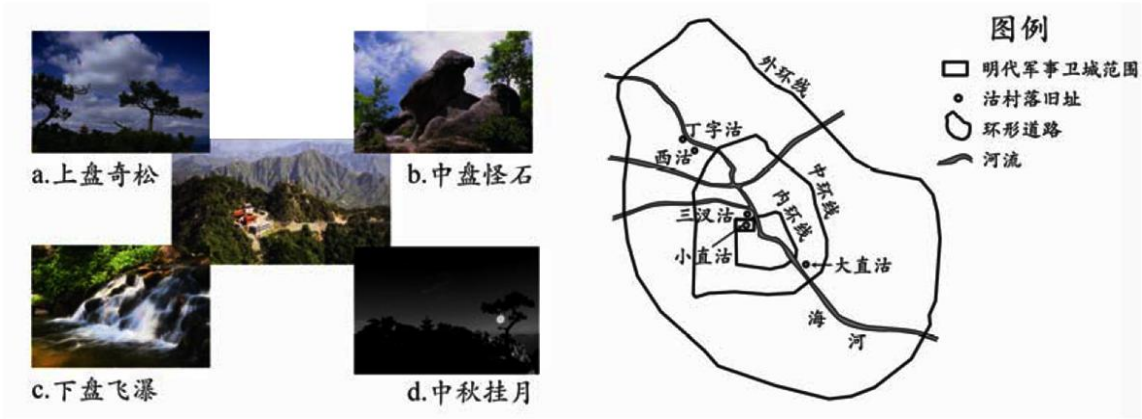 a.上盘奇松
b.中盘怪石
c.下盘飞瀑
d.中秋挂月
图例
明代军事卫城范围
沽村落旧址
环形道路
河流
外环线
丁字沽
西沽
中环线
内环线
三汊沽
小直沽
大直沽
海河